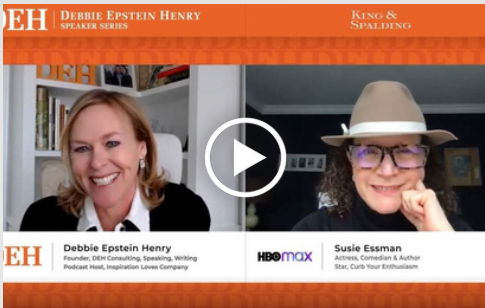 DEH DEBBIE EPSTEIN HENRY
SPEAKER SERIES
KING &
SPALDING
DEH
Debbie Epstein Henry
Founder, DEH Consulting, Speaking, Writing
Podcast Host, Inspiration Loves Company
HBOmax
Susie Essman
Actress, Comedian & Author
Star, Curb Your Enthusiasm